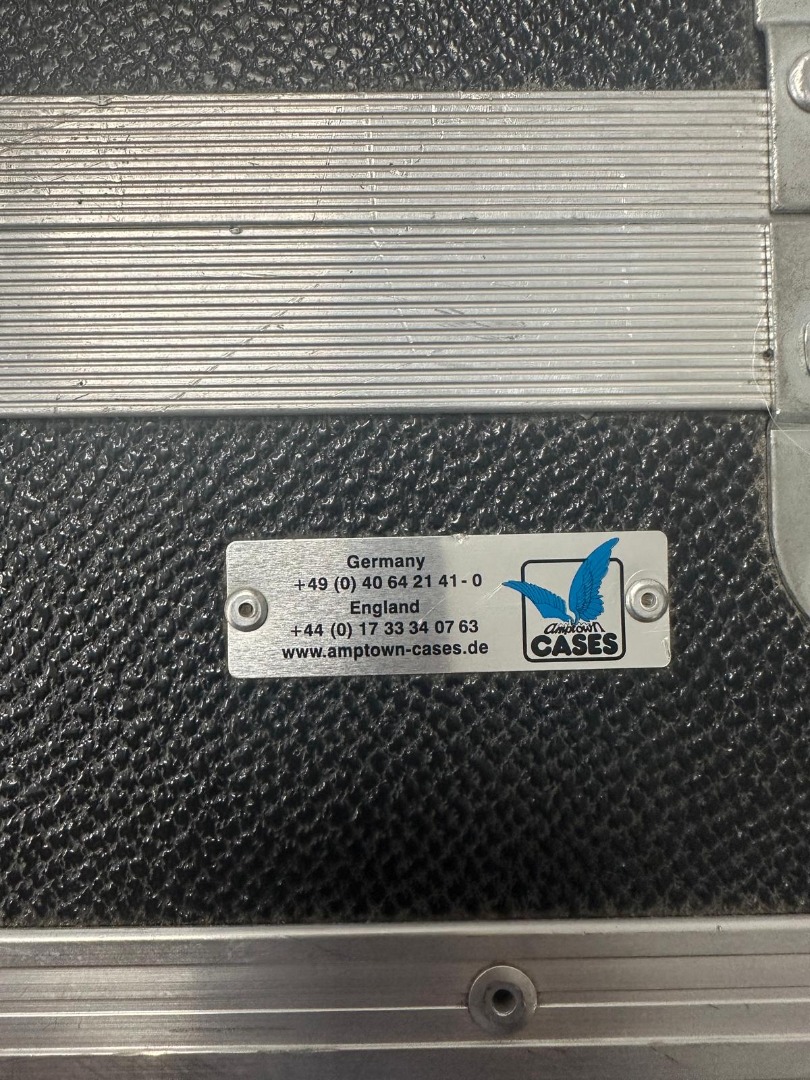 Germany
+49 (0) 40 64 21 41 - 0
England
+44 (0) 17 33 34 07 63
www.amptown-cases.de
amptown
CASES